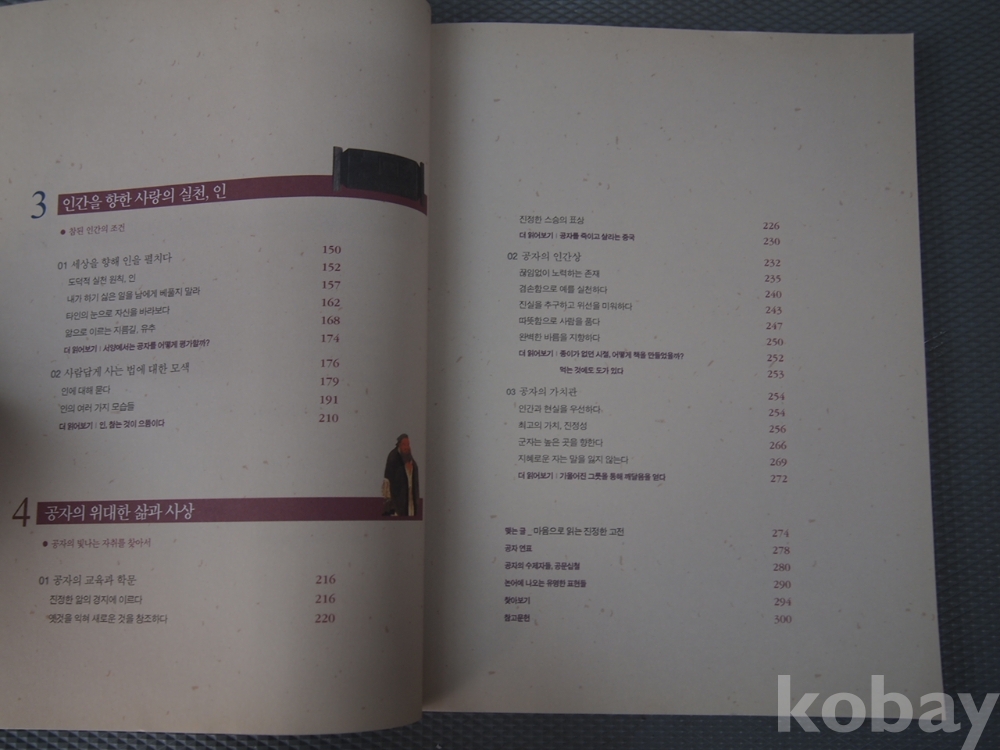 3 인간을 향한 사랑의 실천, 인
● 참된 인간의 조건
01 세상을 향해 인을 펼치다 150
도덕적 실천 원칙, 인 152
내가 하기 싫은 일을 남에게 베풀지 말라 157
타인의 눈으로 자신을 바라보다 162
앎으로 이르는 지름길, 유추 168
더 읽어보기 | 서양에서는 공자를 어떻게 평가할까? 174
02 사람답게 사는 법에 대한 모색 176
인에 대해 묻다 179
인의 여러 가지 모습들 191
더 읽어보기 | 인, 참는 것이 으뜸이다 210
4 공자의 위대한 삶과 사상
● 공자의 빛나는 자취를 찾아서
01 공자의 교육과 학문 216
진정한 앎의 경지에 이르다 216
옛것을 익혀 새로운 것을 창조하다 220
진정한 스승의 표상 226
더 읽어보기 | 공자를 죽이고 살리는 중국 230
02 공자의 인간상 232
끊임없이 노력하는 존재 235
겸손함으로 예를 실천하다 240
진실을 추구하고 위선을 미워하다 243
따뜻함으로 사람을 품다 247
완벽한 바름을 지향하다 250
더 읽어보기 | 종이가 없던 시절, 어떻게 책을 만들었을까? 252
먹는 것에도 도가 있다 253
03 공자의 가치관 254
인간과 현실을 우선하다 254
최고의 가치, 진정성 256
군자는 높은 곳을 향한다 266
지혜로운 자는 말을 잃지 않는다 269
더 읽어보기 | 기울어진 그릇을 통해 깨달음을 얻다 272
맺는 글 _ 마음으로 읽는 진정한 고전 274
공자 연표 278
공자의 수제자들, 공문십철 280
논어에 나오는 유명한 표현들 290
찾아보기 294
참고문헌 300
kobay